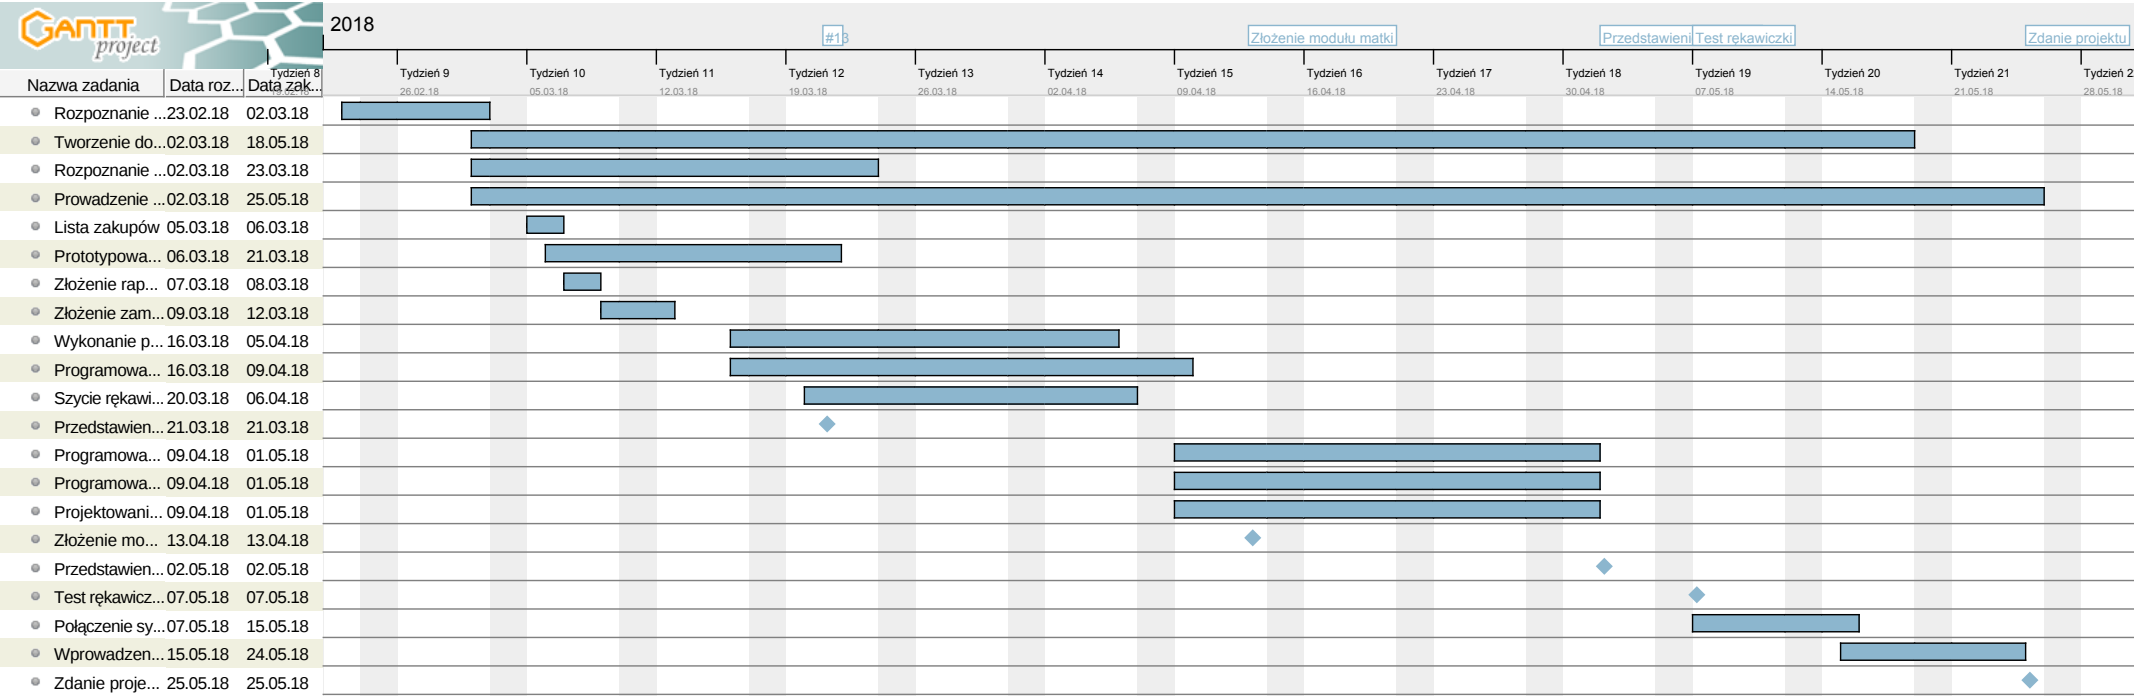 GANTT project
2018
#13
Złożenie modułu matki
Przedstawieni
Test rękawiczki
Zdanie projektu
Tydzień 8 Tydzień 9 Tydzień 10 Tydzień 11 Tydzień 12 Tydzień 13 Tydzień 14 Tydzień 15 Tydzień 16 Tydzień 17 Tydzień 18 Tydzień 19 Tydzień 20 Tydzień 21 Tydzień 2
Nazwa zadania Data roz... Data zak...
19.02.18 26.02.18 05.03.18 12.03.18 19.03.18 26.03.18 02.04.18 09.04.18 16.04.18 23.04.18 30.04.18 07.05.18 14.05.18 21.05.18 28.05.18
Rozpoznanie ... 23.02.18 02.03.18
Tworzenie do... 02.03.18 18.05.18
Rozpoznanie ... 02.03.18 23.03.18
Prowadzenie ... 02.03.18 25.05.18
Lista zakupów 05.03.18 06.03.18
Prototypowa... 06.03.18 21.03.18
Złożenie rap... 07.03.18 08.03.18
Złożenie zam... 09.03.18 12.03.18
Wykonanie p... 16.03.18 05.04.18
Programowa... 16.03.18 09.04.18
Szycie rękawi... 20.03.18 06.04.18
Przedstawien... 21.03.18 21.03.18
Programowa... 09.04.18 01.05.18
Programowa... 09.04.18 01.05.18
Projektowani... 09.04.18 01.05.18
Złożenie mo... 13.04.18 13.04.18
Przedstawien... 02.05.18 02.05.18
Test rękawicz... 07.05.18 07.05.18
Połączenie sy... 07.05.18 15.05.18
Wprowadzen... 15.05.18 24.05.18
Zdanie proje... 25.05.18 25.05.18